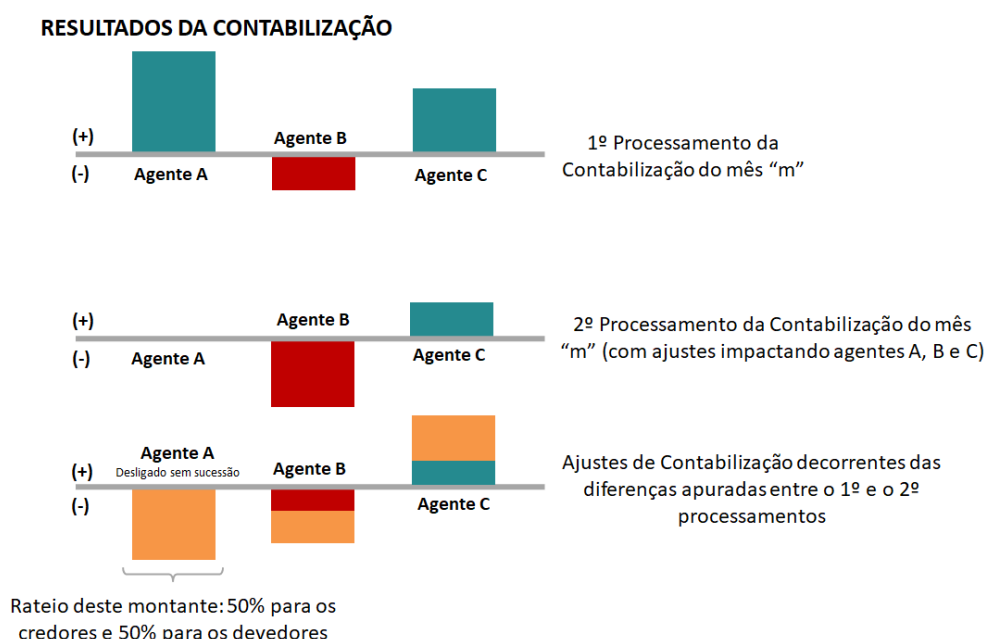 RESULTADOS DA CONTABILIZAÇÃO
(+)
(-)
Agente A
Agente B
Agente C
1º Processamento da
Contabilização do mês “m”
(+)
(-)
Agente A
Agente B
Agente C
2º Processamento da Contabilização do mês
“m” (com ajustes impactando agentes A, B e C)
(+)
(-)
Agente A
Desligado sem sucessão
Agente B
Agente C
Ajustes de Contabilização decorrentes das
diferenças apuradas entre o 1º e o 2º
processamentos
Rateio deste montante: 50% para os
credores e 50% para os devedores